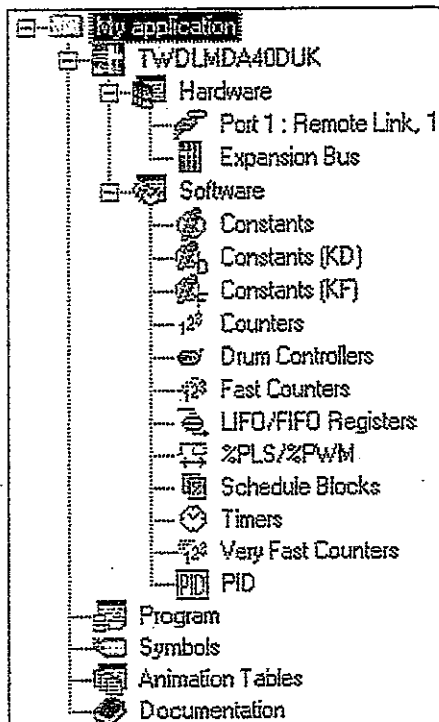 My application
TWDLMDA40DUK
Hardware
Port 1 : Remote Link, 1
Expansion Bus
Software
Constants
Constants (KD)
Constants (KF)
Counters
Drum Controllers
Fast Counters
LIFO/FIFO Registers
%PLS/%PWM
Schedule Blocks
Timers
Very Fast Counters
PID
Program
Symbols
Animation Tables
Documentation